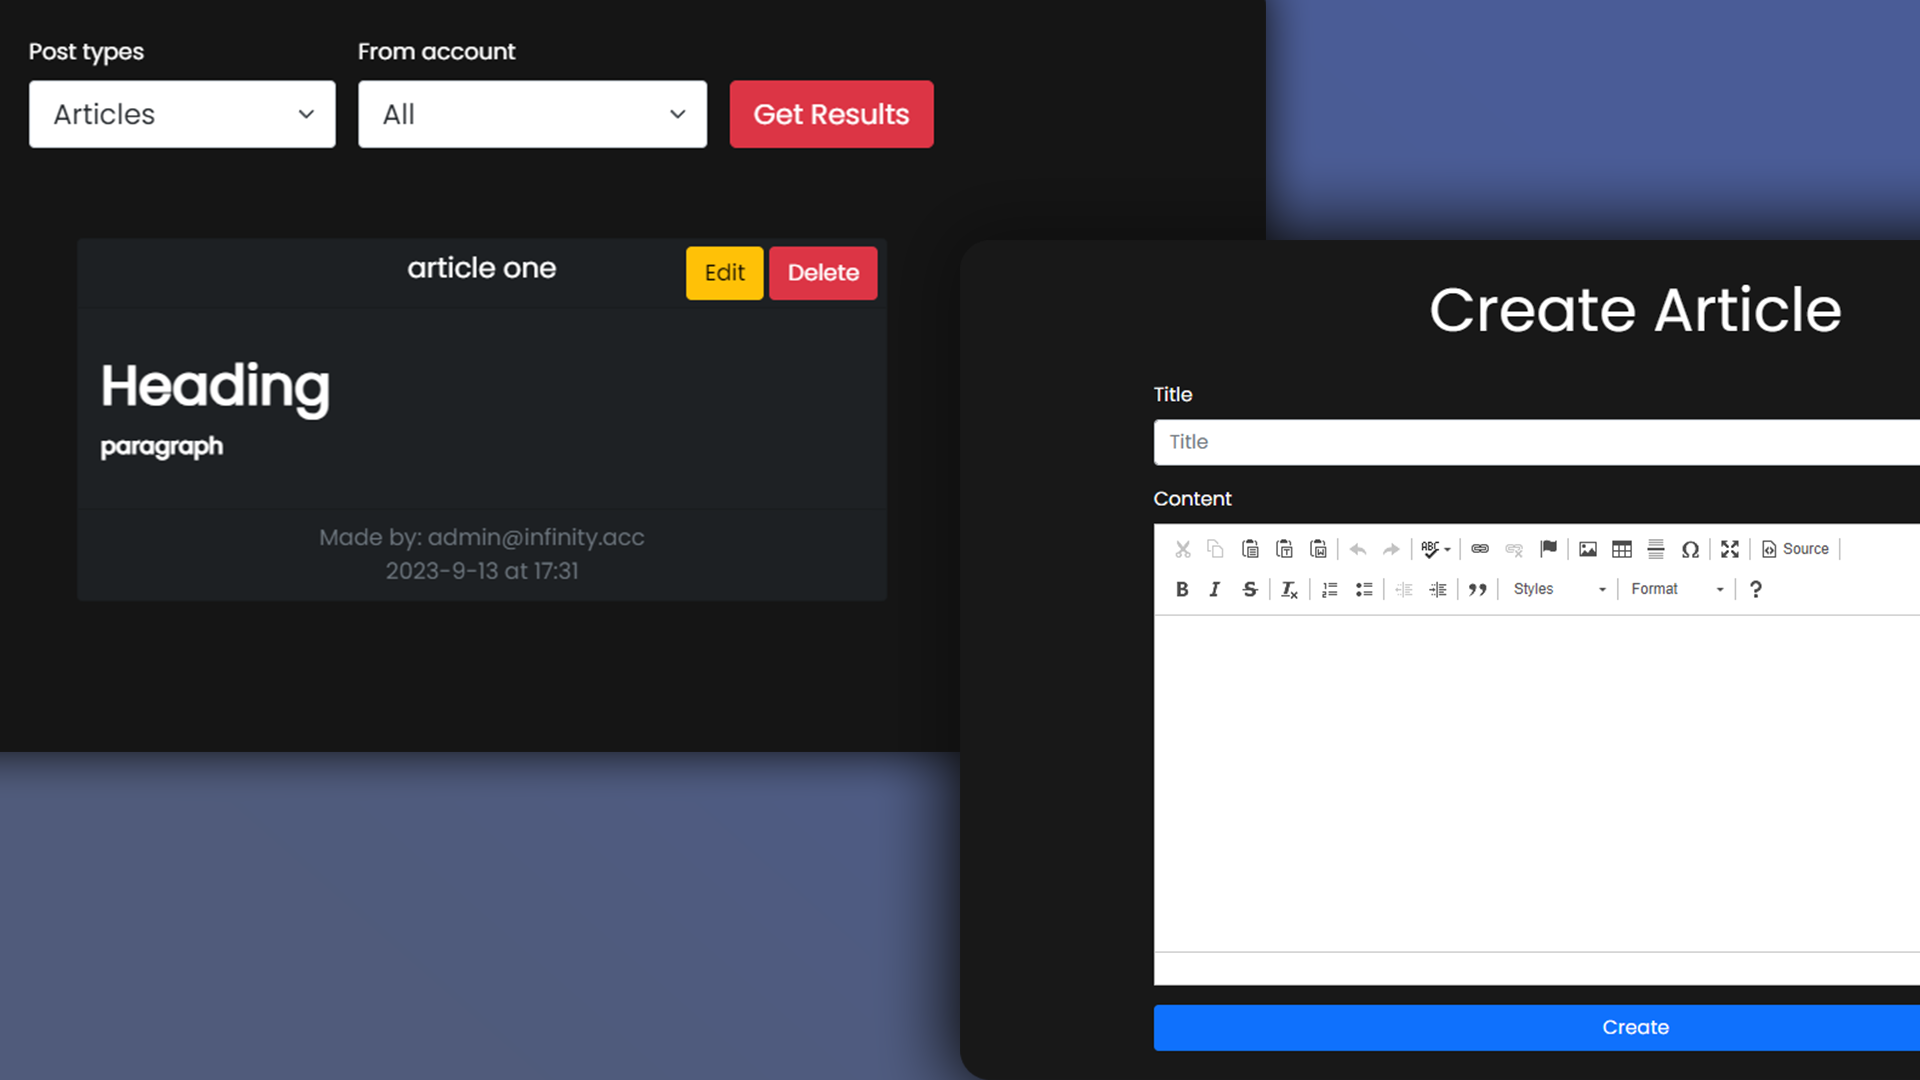 Post types From account
Articles All Get Results
article one Edit Delete
Heading
paragraph
Made by: admin@infinity.acc
2023-9-13 at 17:31
Create Article
Title
Title
Content
ABC Source
B I S Styles Format ?
Create